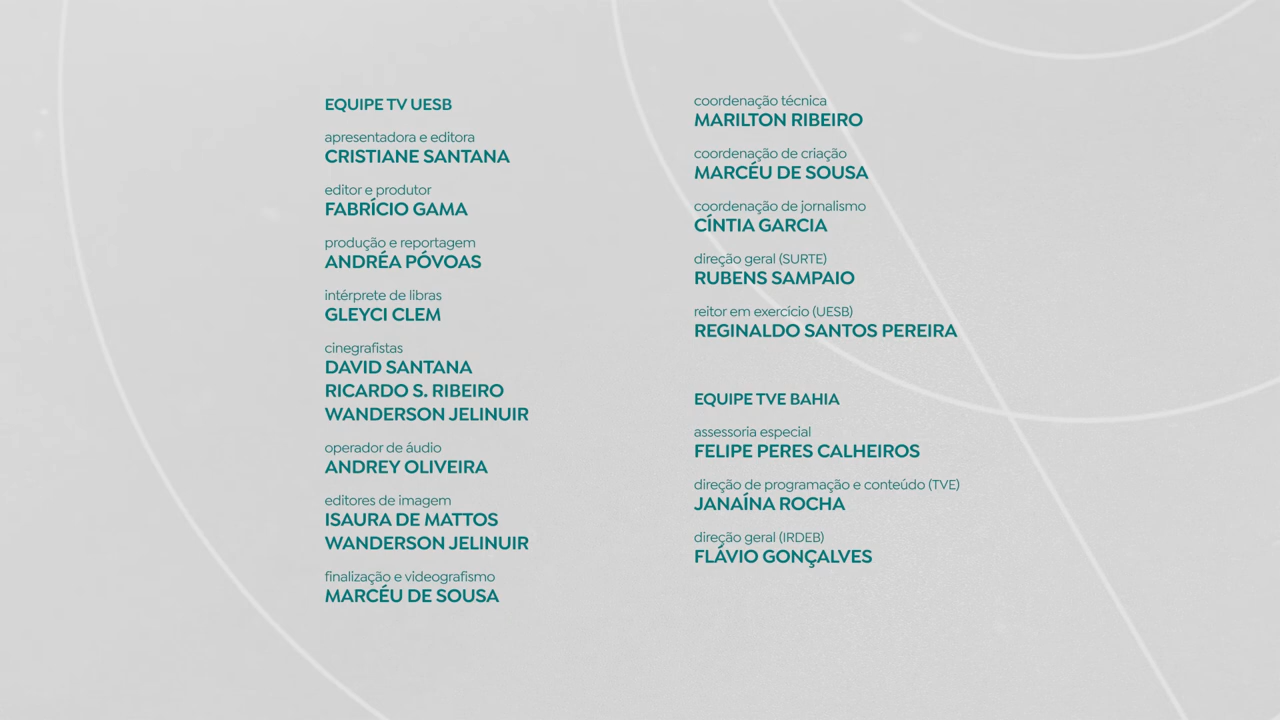 EQUIPE TV UESB
apresentadora e editora
CRISTIANE SANTANA
editor e produtor
FABRÍCIO GAMA
produção e reportagem
ANDRÉA PÓVOAS
intérprete de libras
GLEYCI CLEM
cinegrafistas
DAVID SANTANA
RICARDO S. RIBEIRO
WANDERSON JELINUIR
operador de áudio
ANDREY OLIVEIRA
editores de imagem
ISAURA DE MATTOS
WANDERSON JELINUIR
finalização e videografismo
MARCÉU DE SOUSA
coordenação técnica
MARILTON RIBEIRO
coordenação de criação
MARCÉU DE SOUSA
coordenação de jornalismo
CÍNTIA GARCIA
direção geral (SURTE)
RUBENS SAMPAIO
reitor em exercício (UESB)
REGINALDO SANTOS PEREIRA
EQUIPE TVE BAHIA
assessoria especial
FELIPE PERES CALHEIROS
direção de programação e conteúdo (TVE)
JANAÍNA ROCHA
direção geral (IRDEB)
FLÁVIO GONÇALVES